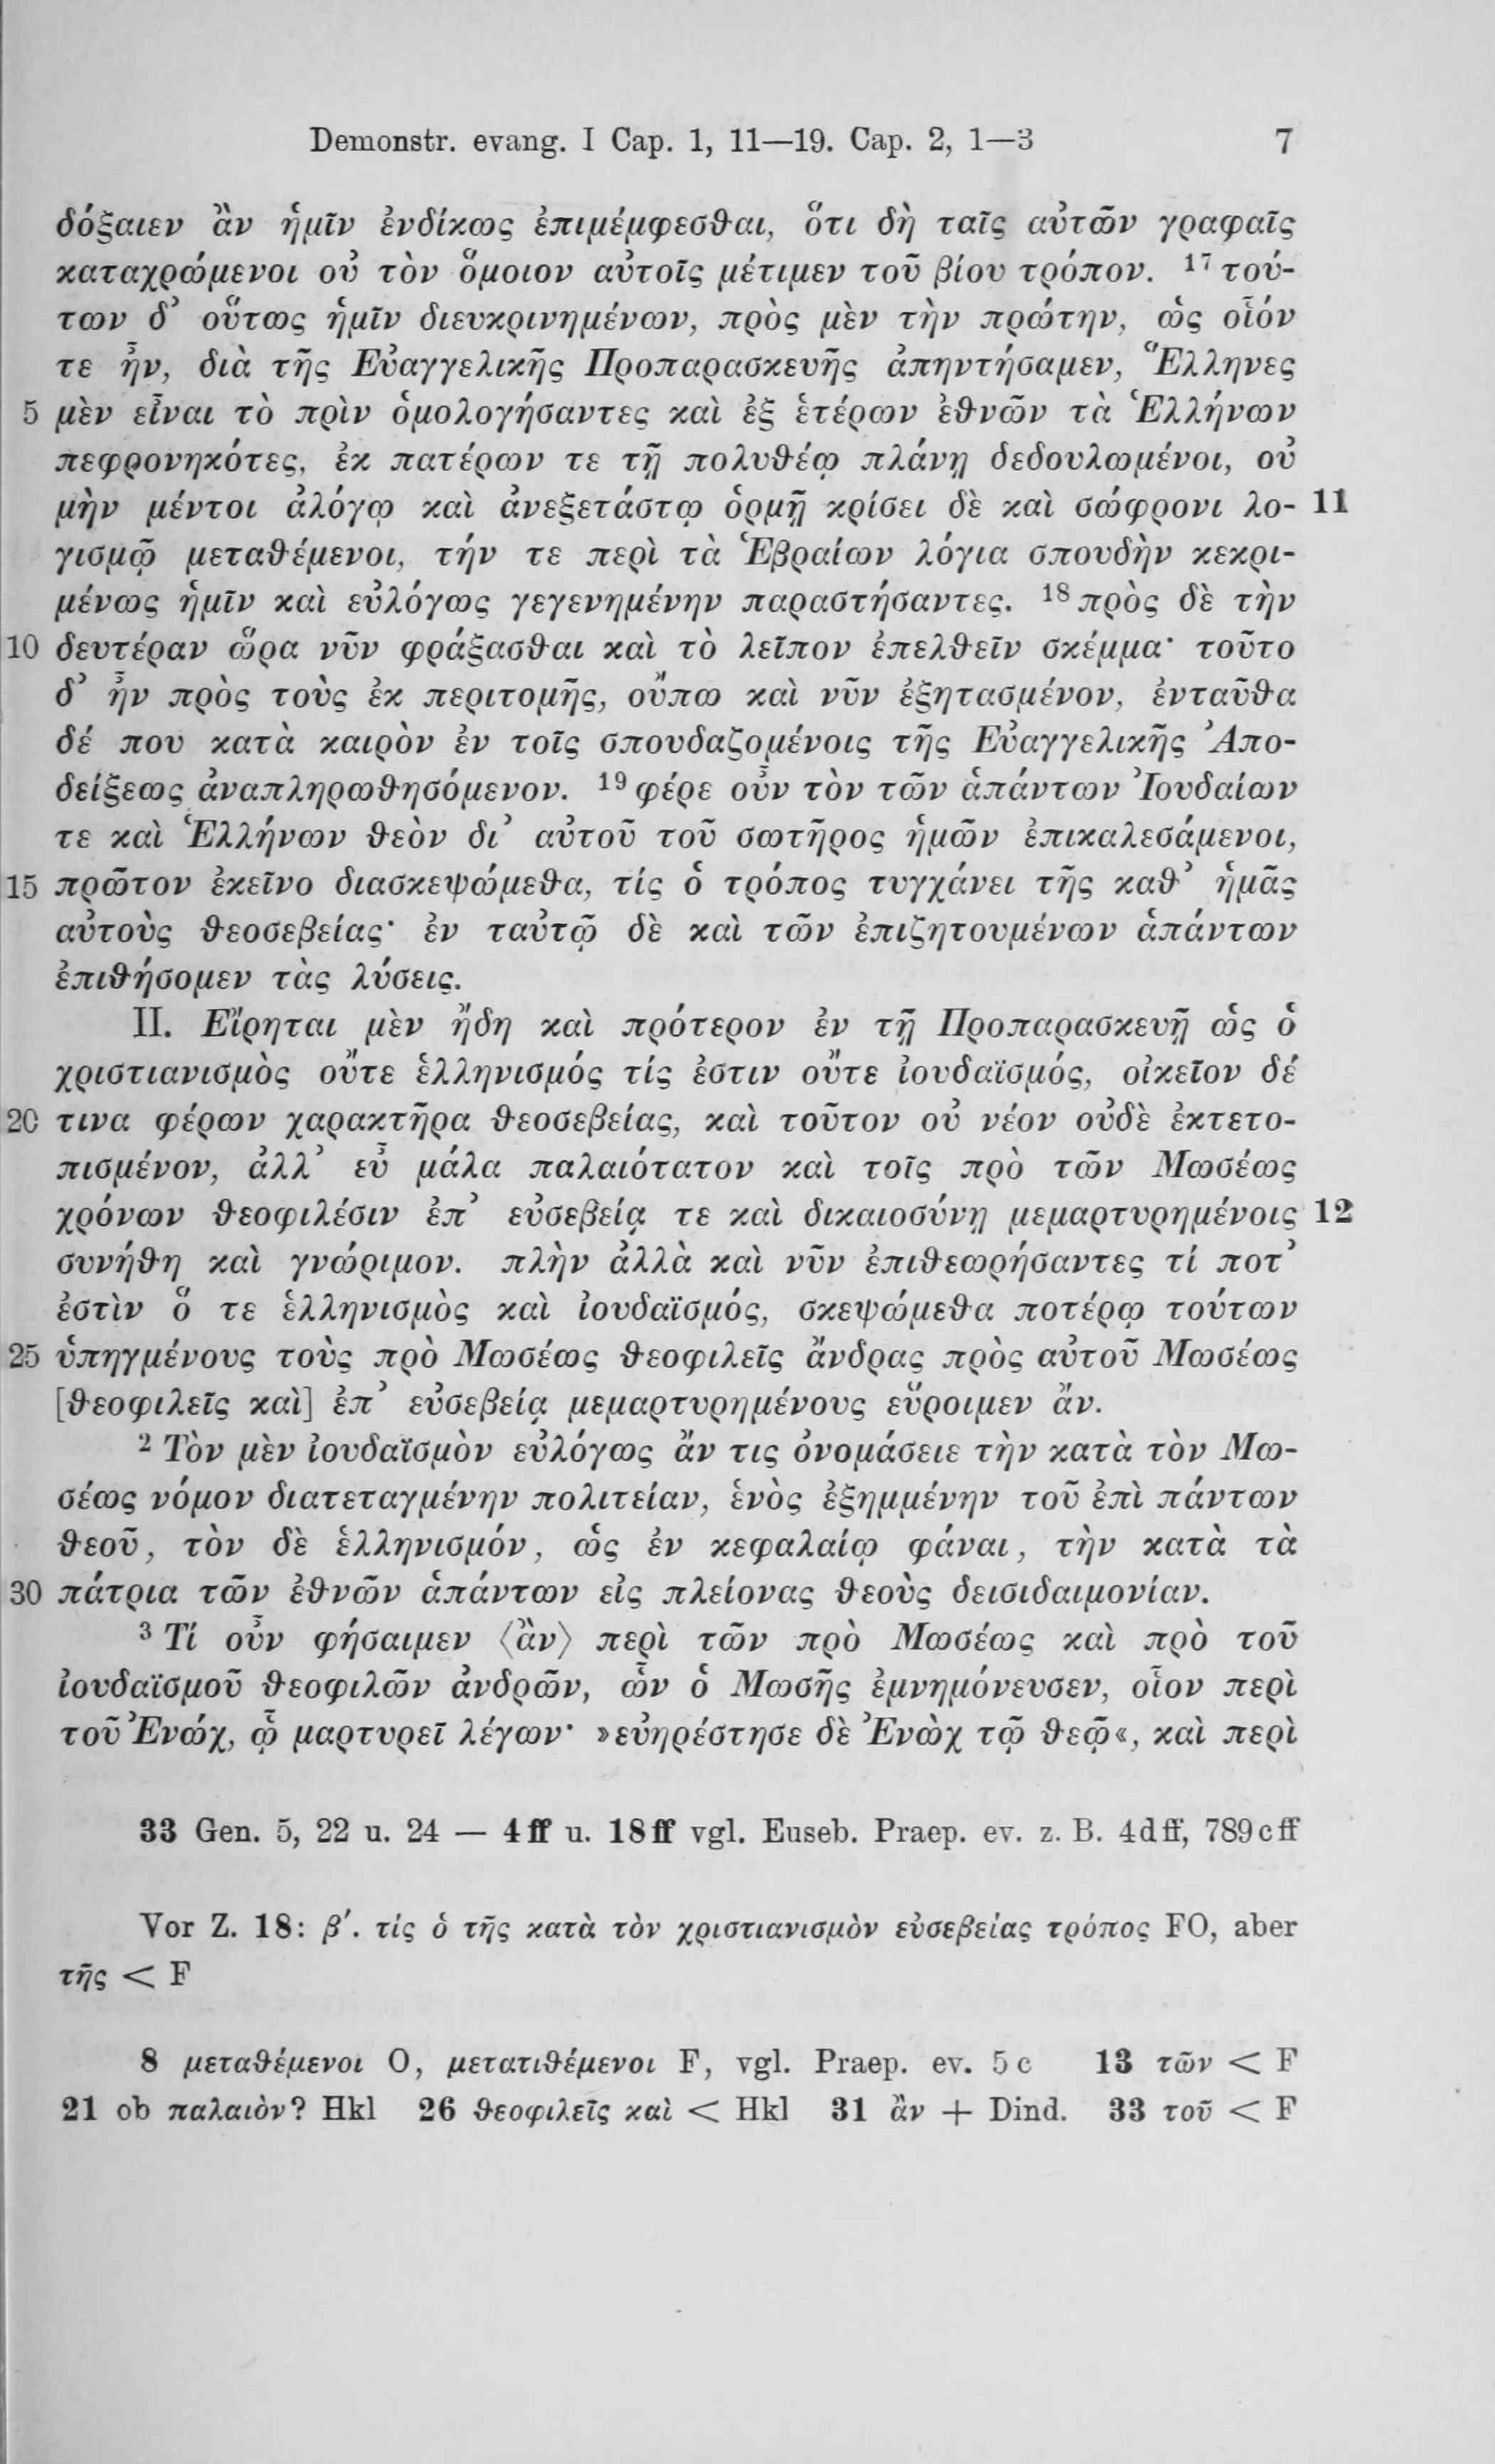 Demonstr. evang. I Cap. 1, 11—19. Cap. 2, 1—3 7
δόξαιεν ἂν ἡμῖν ἐνδίκως ἐπιμέμφεσθαι, ὅτι δὴ ταῖς αὐτῶν γραφαῖς
καταχρώμενοι οὐ τὸν ὅμοιον αὐτοῖς μέτιμεν τοῦ βίου τρόπον. ¹⁷ τού-
των δ’ οὕτως ἡμῖν διευκρινημένων, πρὸς μὲν τὴν πρώτην, ὡς οἷόν
τε ἦν, διὰ τῆς Εὐαγγελικῆς Προπαρασκευῆς ἀπηντήσαμεν, Ἕλληνες
5 μὲν εἶναι τὸ πρὶν ὁμολογήσαντες καὶ ἐξ ἑτέρων ἐθνῶν τὰ Ἑλλήνων
πεφρονηκότες, ἐκ πατέρων τε τῇ πολυθέῳ πλάνῃ δεδουλωμένοι, οὐ
μὴν μέντοι ἀλόγῳ καὶ ἀνεξετάστῳ ὁρμῇ κρίσει δὲ καὶ σώφρονι λο- 11
γισμῷ μεταθέμενοι, τήν τε περὶ τὰ Ἑβραίων λόγια σπουδὴν κεκρι-
μένως ἡμῖν καὶ εὐλόγως γεγενημένην παραστήσαντες. ¹⁸ πρὸς δὲ τὴν
10 δευτέραν ὥρα νῦν φράξασθαι καὶ τὸ λεῖπον ἐπελθεῖν σκέμμα· τοῦτο
δ’ ἦν πρὸς τοὺς ἐκ περιτομῆς, οὔπω καὶ νῦν ἐξητασμένον, ἐνταῦθα
δέ που κατὰ καιρὸν ἐν τοῖς σπουδαζομένοις τῆς Εὐαγγελικῆς Ἀπο-
δείξεως ἀναπληρωθησόμενον. ¹⁹ φέρε οὖν τὸν τῶν ἁπάντων Ἰουδαίων
τε καὶ Ἑλλήνων θεὸν δι’ αὐτοῦ τοῦ σωτῆρος ἡμῶν ἐπικαλεσάμενοι,
15 πρῶτον ἐκεῖνο διασκεψώμεθα, τίς ὁ τρόπος τυγχάνει τῆς καθ’ ἡμᾶς
αὐτοὺς θεοσεβείας· ἐν ταὐτῷ δὲ καὶ τῶν ἐπιζητουμένων ἁπάντων
ἐπιθήσομεν τὰς λύσεις.
II. Εἴρηται μὲν ἤδη καὶ πρότερον ἐν τῇ Προπαρασκευῇ ὡς ὁ
χριστιανισμὸς οὔτε ἑλληνισμός τίς ἐστιν οὔτε ἰουδαϊσμός, οἰκεῖον δέ
20 τινα φέρων χαρακτῆρα θεοσεβείας, καὶ τοῦτον οὐ νέον οὐδὲ ἐκτετο-
πισμένον, ἀλλ’ εὖ μάλα παλαιότατον καὶ τοῖς πρὸ τῶν Μωσέως
χρόνων θεοφιλέσιν ἐπ’ εὐσεβείᾳ τε καὶ δικαιοσύνῃ μεμαρτυρημένοις 12
συνήθη καὶ γνώριμον. πλὴν ἀλλὰ καὶ νῦν ἐπιθεωρήσαντες τί ποτ’
ἐστὶν ὅ τε ἑλληνισμὸς καὶ ἰουδαϊσμός, σκεψώμεθα ποτέρῳ τούτων
25 ὑπηγμένους τοὺς πρὸ Μωσέως θεοφιλεῖς ἄνδρας πρὸς αὐτοῦ Μωσέως
[θεοφιλεῖς καὶ] ἐπ’ εὐσεβείᾳ μεμαρτυρημένους εὕροιμεν ἄν.
² Τὸν μὲν ἰουδαϊσμὸν εὐλόγως ἄν τις ὀνομάσειε τὴν κατὰ τὸν Μω-
σέως νόμον διατεταγμένην πολιτείαν, ἑνὸς ἐξημμένην τοῦ ἐπὶ πάντων
θεοῦ, τὸν δὲ ἑλληνισμόν, ὡς ἐν κεφαλαίῳ φάναι, τὴν κατὰ τὰ
30 πάτρια τῶν ἐθνῶν ἁπάντων εἰς πλείονας θεοὺς δεισιδαιμονίαν.
³ Τί οὖν φήσαιμεν ⟨ἂν⟩ περὶ τῶν πρὸ Μωσέως καὶ πρὸ τοῦ
ἰουδαϊσμοῦ θεοφιλῶν ἀνδρῶν, ὧν ὁ Μωσῆς ἐμνημόνευσεν, οἷον περὶ
τοῦ Ἐνώχ, ᾧ μαρτυρεῖ λέγων· »εὐηρέστησε δὲ Ἐνὼχ τῷ θεῷ«, καὶ περὶ
33 Gen. 5, 22 u. 24 — 4 ff u. 18 ff vgl. Euseb. Praep. ev. z. B. 4d ff, 789 c ff
Vor Z. 18: β′. τίς ὁ τῆς κατὰ τὸν χριστιανισμὸν εὐσεβείας τρόπος FO, aber
τῆς < F
8 μεταθέμενοι O, μετατιθέμενοι F, vgl. Praep. ev. 5 c 13 τῶν < F
21 ob παλαιὸν? Hkl 26 θεοφιλεῖς καὶ < Hkl 31 ἂν + Dind. 33 τοῦ < F